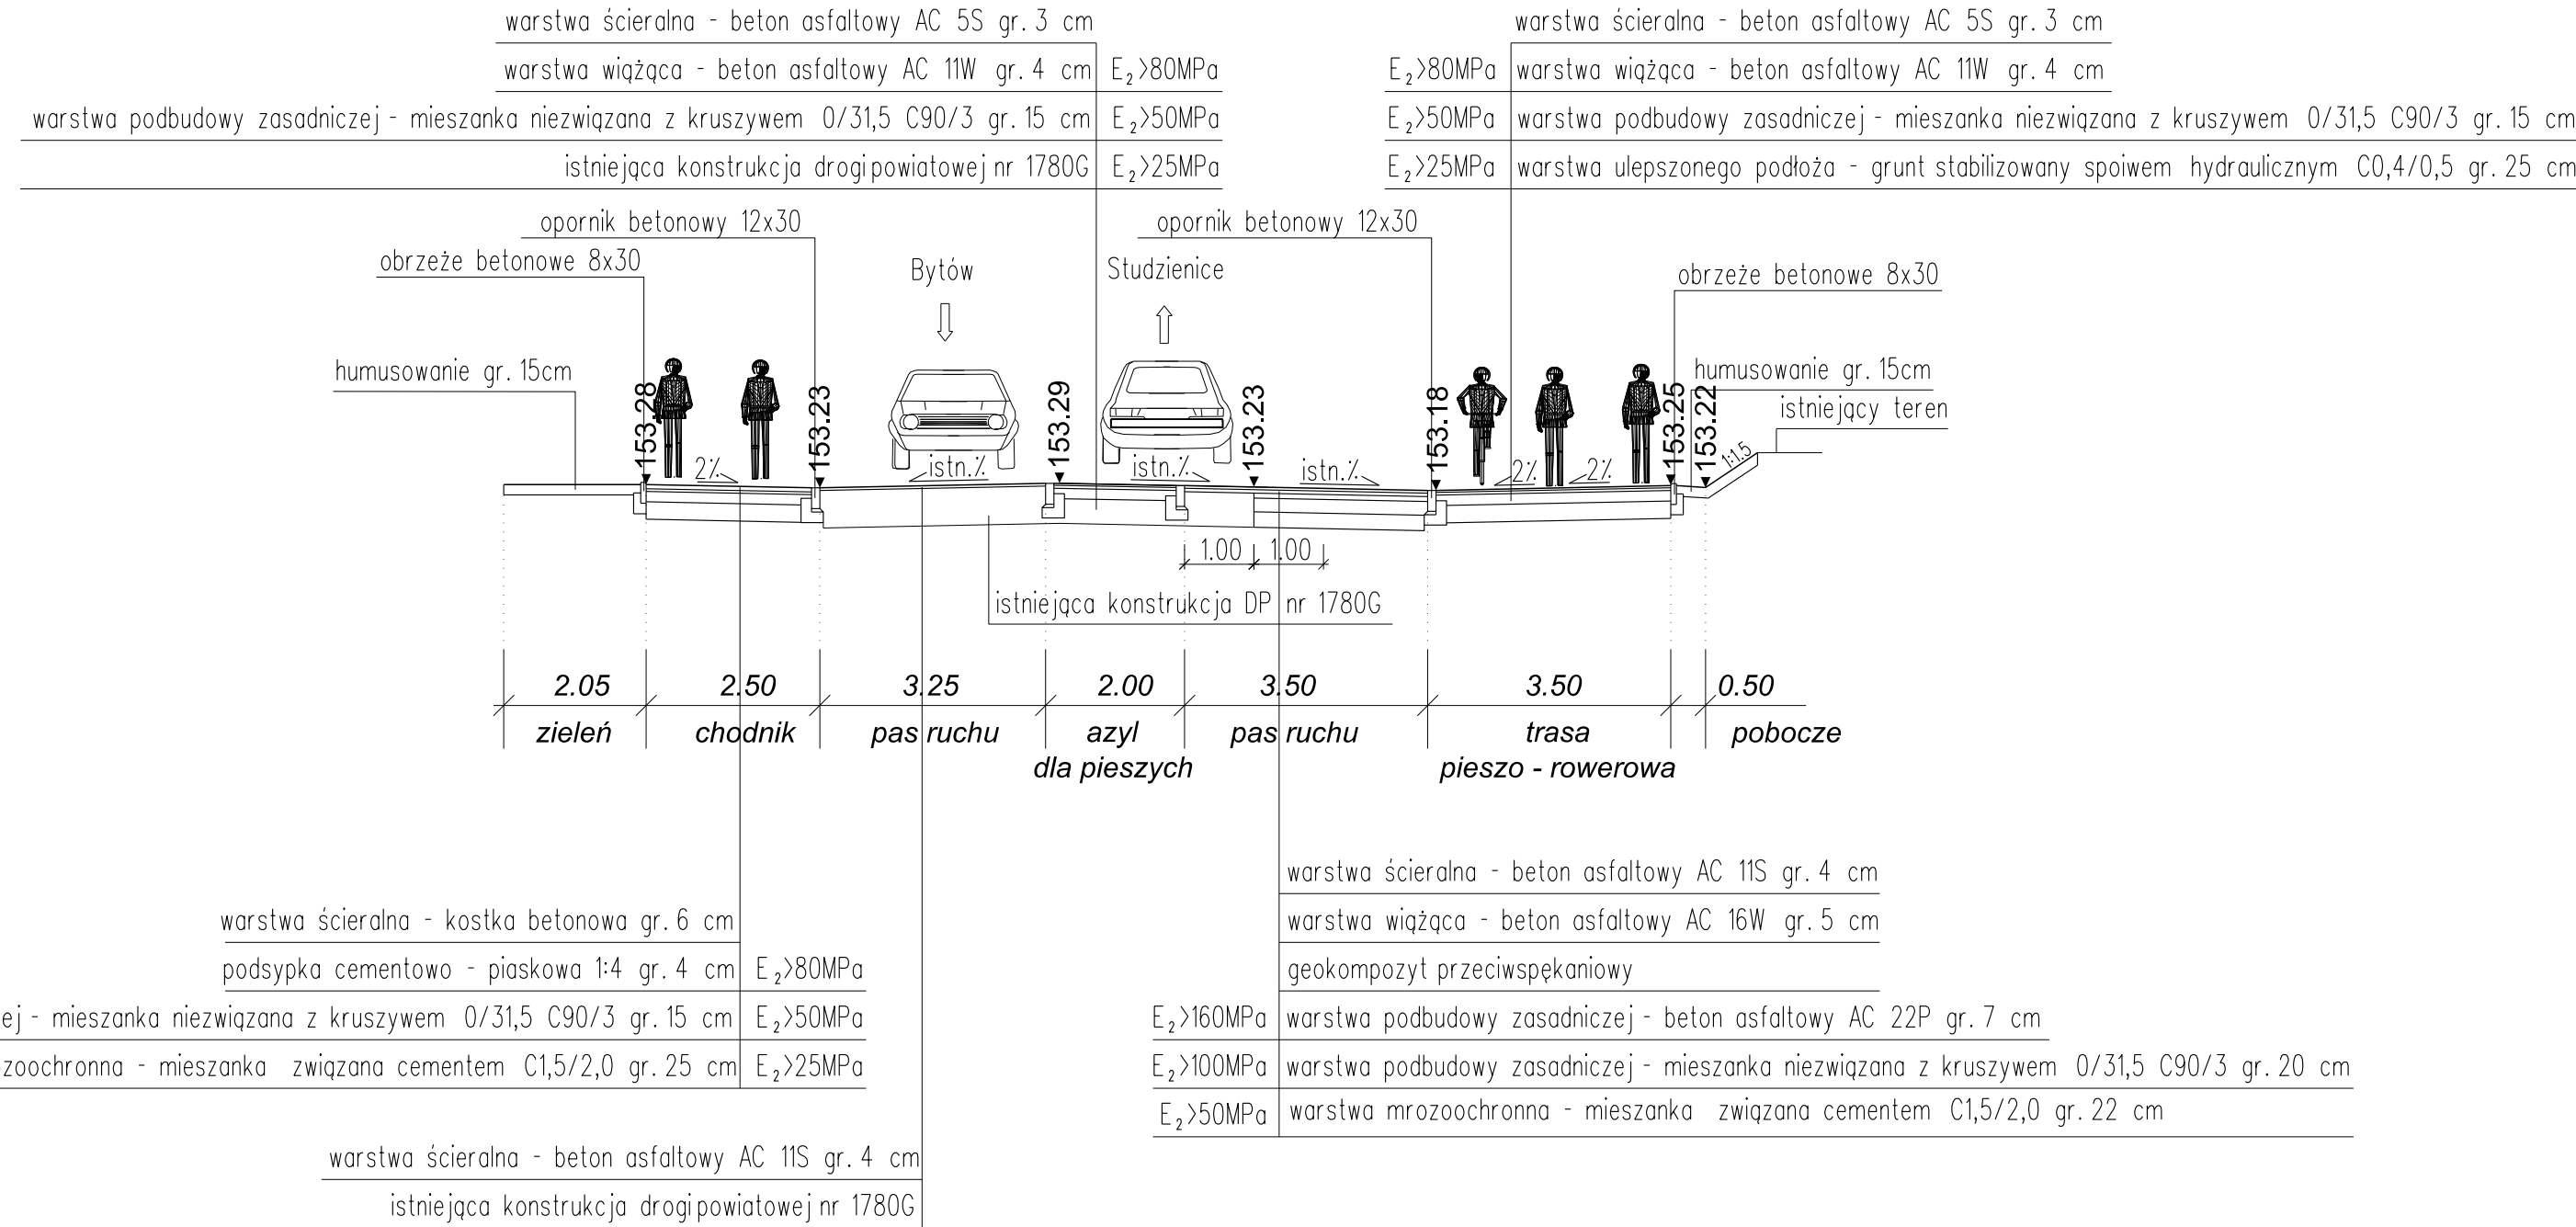 warstwa ścieralna - beton asfaltowy AC 5S gr. 3 cm
warstwa wiążąca - beton asfaltowy AC 11W gr. 4 cm E₂>80MPa
warstwa podbudowy zasadniczej - mieszanka niezwiązana z kruszywem 0/31,5 C90/3 gr. 15 cm E₂>50MPa
istniejąca konstrukcja drogi powiatowej nr 1780G E₂>25MPa
warstwa ścieralna - beton asfaltowy AC 5S gr. 3 cm
E₂>80MPa warstwa wiążąca - beton asfaltowy AC 11W gr. 4 cm
E₂>50MPa warstwa podbudowy zasadniczej - mieszanka niezwiązana z kruszywem 0/31,5 C90/3 gr. 15 cm
E₂>25MPa warstwa ulepszonego podłoża - grunt stabilizowany spoiwem hydraulicznym C0,4/0,5 gr. 25 cm
opornik betonowy 12x30
opornik betonowy 12x30
obrzeże betonowe 8x30
Bytów
Studzienice
obrzeże betonowe 8x30
humusowanie gr. 15cm
humusowanie gr. 15cm
istniejący teren
153.28
153.23
153.29
153.23
153.18
153.25
153.22
1:1.5
2%
istn.%
istn.%
istn.%
2%
2%
1.00
1.00
istniejąca konstrukcja DP nr 1780G
2.05
2.50
3.25
2.00
3.50
3.50
0.50
zieleń
chodnik
pas ruchu
azyl
dla pieszych
pas ruchu
trasa
pieszo - rowerowa
pobocze
warstwa ścieralna - kostka betonowa gr. 6 cm
podsypka cementowo - piaskowa 1:4 gr. 4 cm E₂>80MPa
ej - mieszanka niezwiązana z kruszywem 0/31,5 C90/3 gr. 15 cm E₂>50MPa
zoochronna - mieszanka związana cementem C1,5/2,0 gr. 25 cm E₂>25MPa
warstwa ścieralna - beton asfaltowy AC 11S gr. 4 cm
warstwa wiążąca - beton asfaltowy AC 16W gr. 5 cm
geokompozyt przeciwspękaniowy
E₂>160MPa warstwa podbudowy zasadniczej - beton asfaltowy AC 22P gr. 7 cm
E₂>100MPa warstwa podbudowy zasadniczej - mieszanka niezwiązana z kruszywem 0/31,5 C90/3 gr. 20 cm
E₂>50MPa warstwa mrozoochronna - mieszanka związana cementem C1,5/2,0 gr. 22 cm
warstwa ścieralna - beton asfaltowy AC 11S gr. 4 cm
istniejąca konstrukcja drogi powiatowej nr 1780G